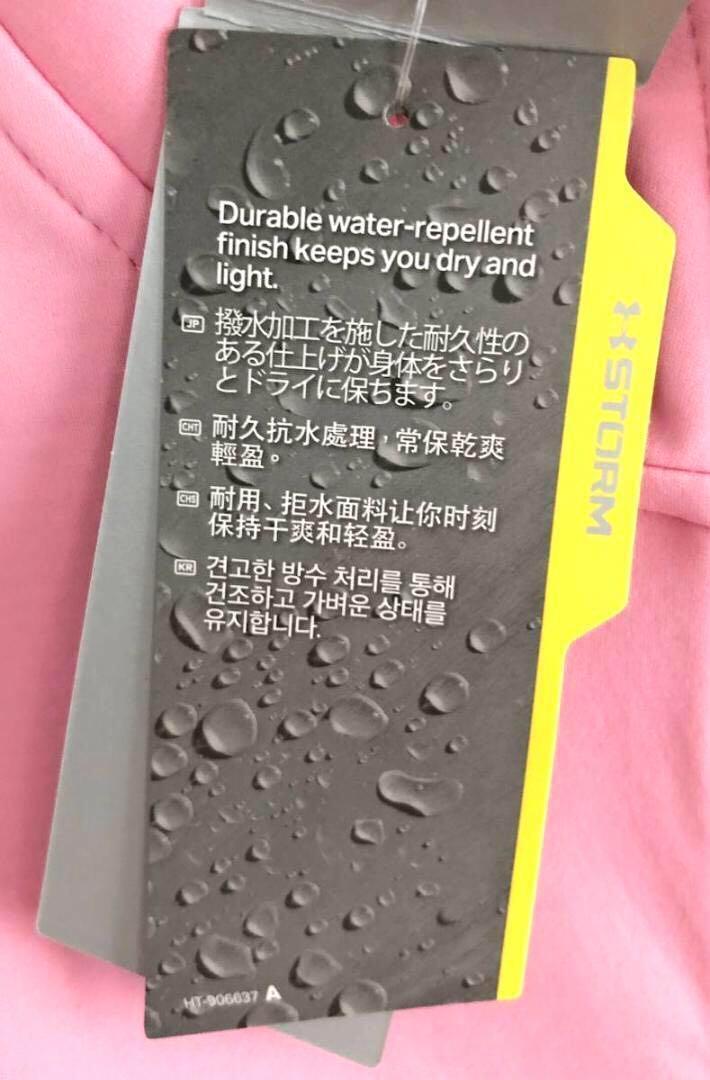 Durable water-repellent
finish keeps you dry and
light.
JP 撥水加工を施した耐久性の
ある仕上げが身体をさらり
とドライに保ちます。
CHT 耐久抗水處理，常保乾爽
輕盈。
CHS 耐用、拒水面料让你时刻
保持干爽和轻盈。
KR 견고한 방수 처리를 통해
건조하고 가벼운 상태를
유지합니다.
STORM
HT-906637 A